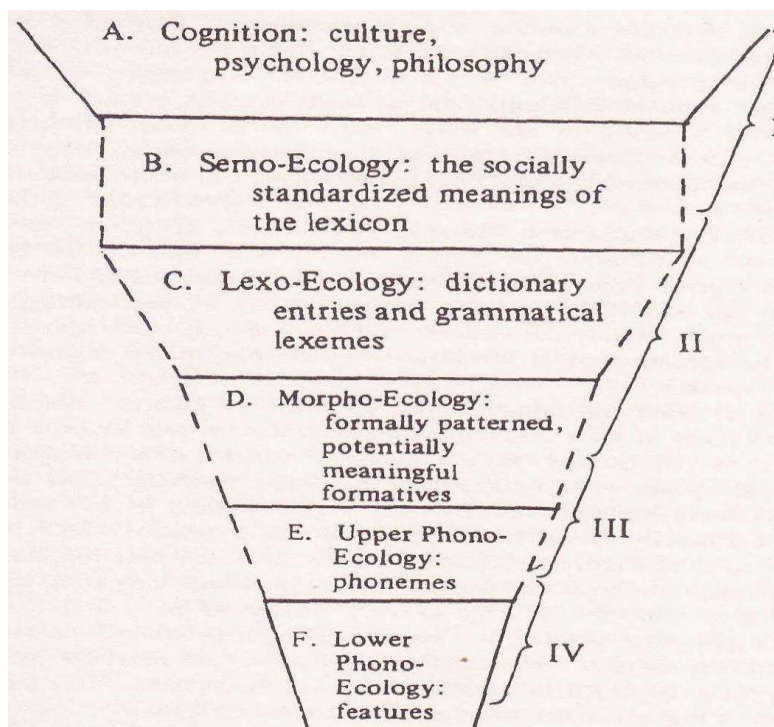 A. Cognition: culture,
psychology, philosophy
I
B. Semo-Ecology: the socially
standardized meanings of
the lexicon
C. Lexo-Ecology: dictionary
entries and grammatical
lexemes
II
D. Morpho-Ecology:
formally patterned,
potentially
meaningful
formatives
E. Upper Phono-
Ecology:
phonemes
III
F. Lower
Phono-
Ecology:
features
IV